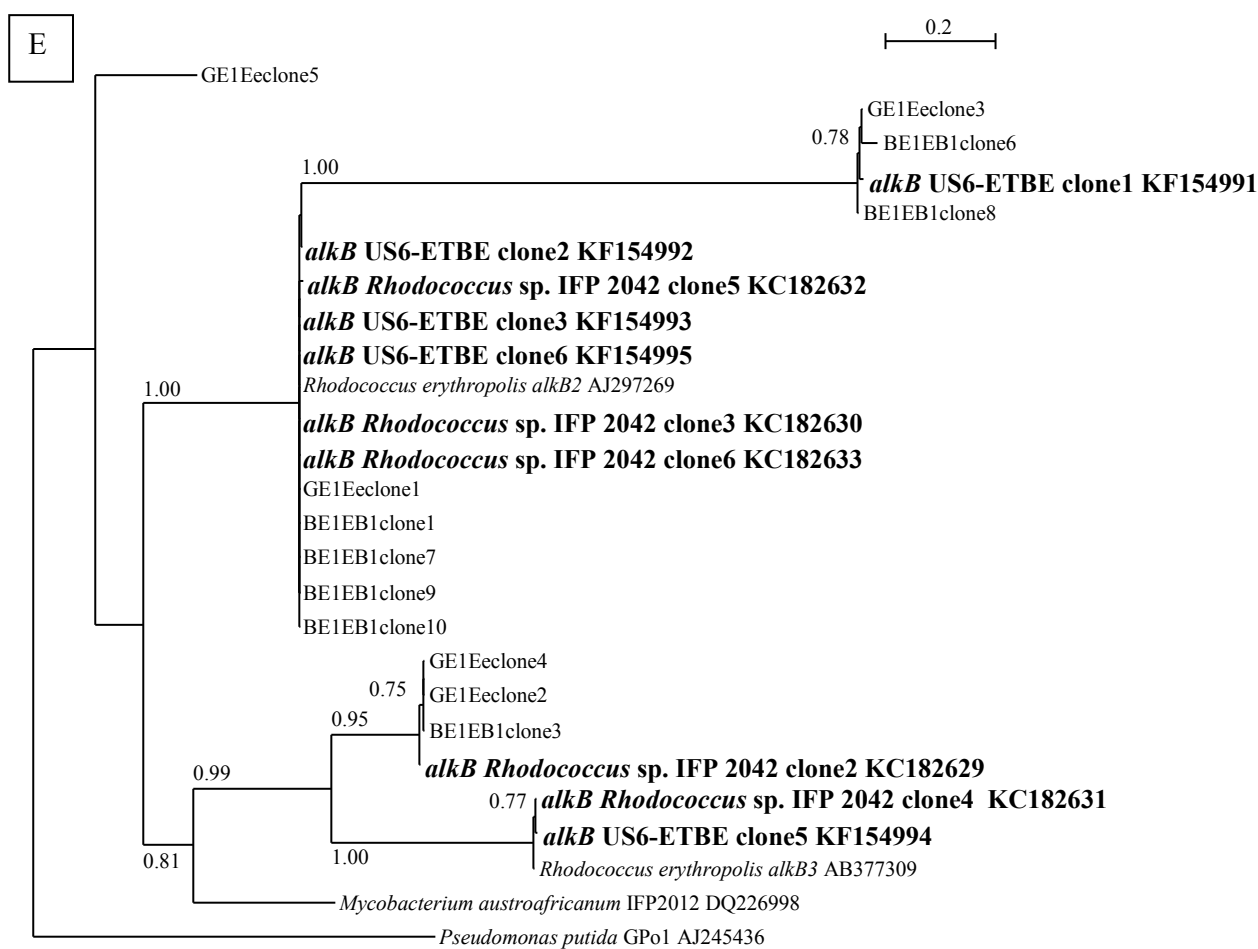 E
0.2
GE1Eeclone5
GE1Eeclone3
0.78
BE1EB1clone6
1.00
alkB US6-ETBE clone1 KF154991
BE1EB1clone8
alkB US6-ETBE clone2 KF154992
alkB Rhodococcus sp. IFP 2042 clone5 KC182632
alkB US6-ETBE clone3 KF154993
alkB US6-ETBE clone6 KF154995
1.00
Rhodococcus erythropolis alkB2 AJ297269
alkB Rhodococcus sp. IFP 2042 clone3 KC182630
alkB Rhodococcus sp. IFP 2042 clone6 KC182633
GE1Eeclone1
BE1EB1clone1
BE1EB1clone7
BE1EB1clone9
BE1EB1clone10
GE1Eeclone4
0.75
GE1Eeclone2
0.95
BE1EB1clone3
0.99
alkB Rhodococcus sp. IFP 2042 clone2 KC182629
0.77
alkB Rhodococcus sp. IFP 2042 clone4 KC182631
alkB US6-ETBE clone5 KF154994
0.81
1.00
Rhodococcus erythropolis alkB3 AB377309
Mycobacterium austroafricanum IFP2012 DQ226998
Pseudomonas putida GPo1 AJ245436